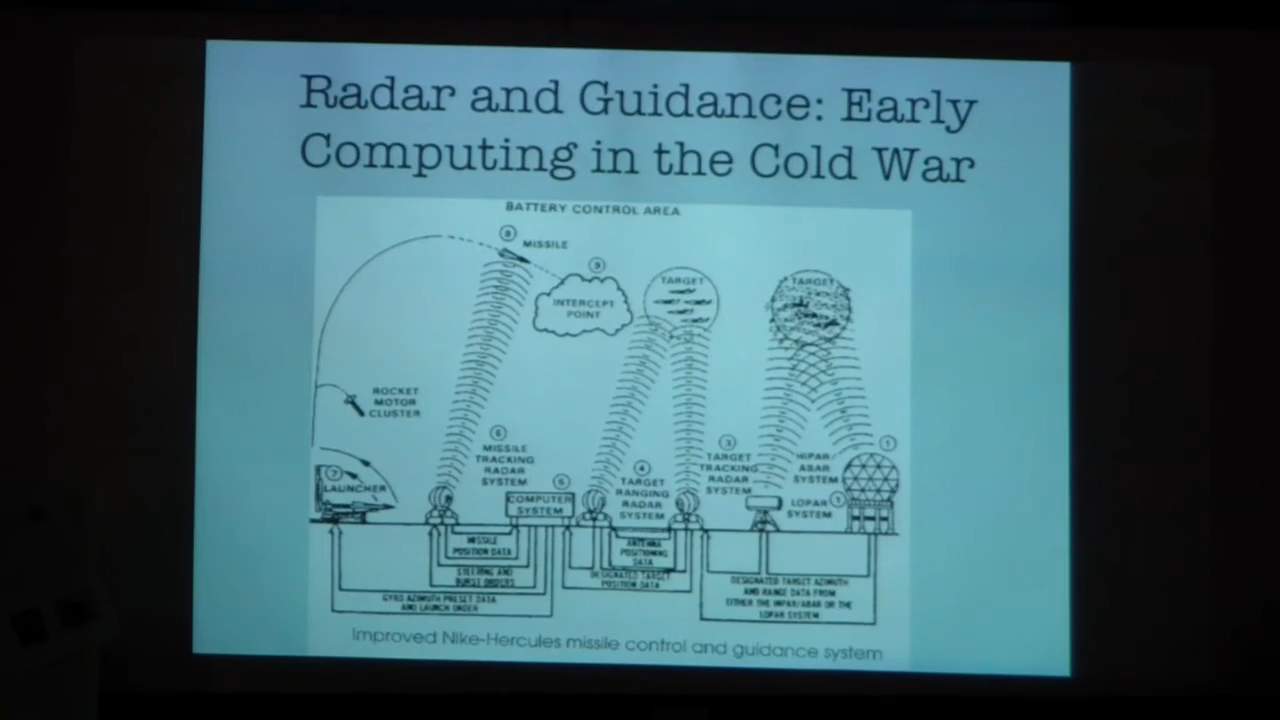 Radar and Guidance: Early
Computing in the Cold War
BATTERY CONTROL AREA
8
MISSILE
9
INTERCEPT
POINT
TARGET
TARGET
ROCKET
MOTOR
CLUSTER
6
MISSILE
TRACKING
RADAR
SYSTEM
7
LAUNCHER
COMPUTER
SYSTEM
4
TARGET
RANGING
RADAR
SYSTEM
3
TARGET
TRACKING
RADAR
SYSTEM
HIPAR/
ABAR
SYSTEM
1
LOPAR
SYSTEM
1
MISSILE
POSITION DATA
STEERING AND
BURST ORDERS
GYRO AZIMUTH PRESET DATA
AND LAUNCH ORDER
ANTENNA
POSITIONING
DATA
DESIGNATED TARGET
POSITION DATA
DESIGNATED TARGET AZIMUTH
AND RANGE DATA FROM
EITHER THE HIPAR/ABAR OR THE
LOPAR SYSTEM
Improved Nike-Hercules missile control and guidance system